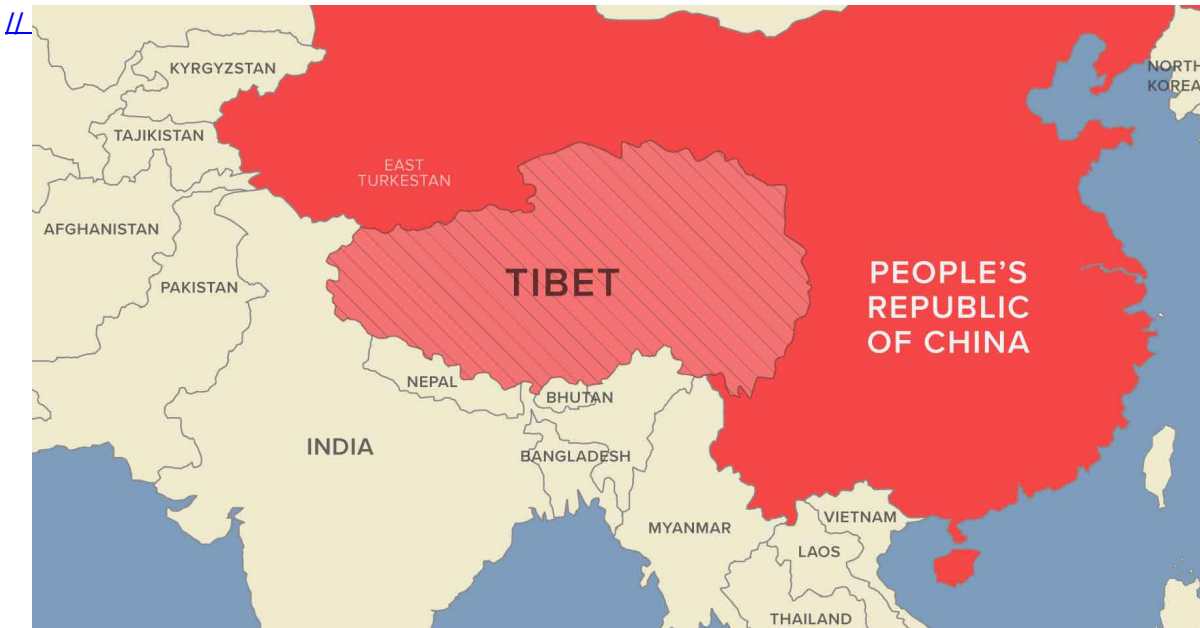 //
KYRGYZSTAN
NORTH
KOREA
TAJIKISTAN
EAST
TURKESTAN
AFGHANISTAN
PAKISTAN
TIBET
PEOPLE'S
REPUBLIC
OF CHINA
NEPAL
BHUTAN
INDIA
BANGLADESH
MYANMAR
VIETNAM
LAOS
THAILAND